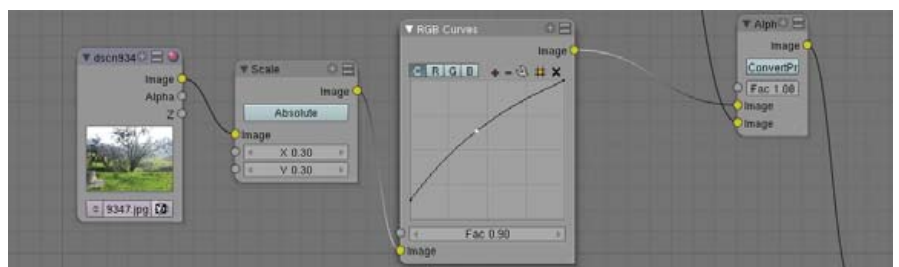 dscn934
Image
Alpha
Z
9347.jpg
Scale
Image
Absolute
Image
X 0.30
Y 0.30
RGB Curves
Image
C R G B
Fac 0.90
Image
Alph
Image
ConvertPr
Fac 1.00
Image
Image